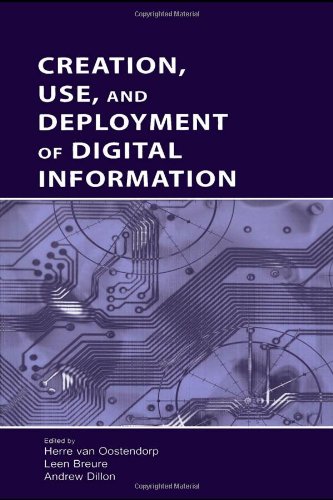 CREATION,
USE, AND
DEPLOYMENT
OF DIGITAL
INFORMATION
Edited by
Herre van Oostendorp
Leen Breure
Andrew Dillon